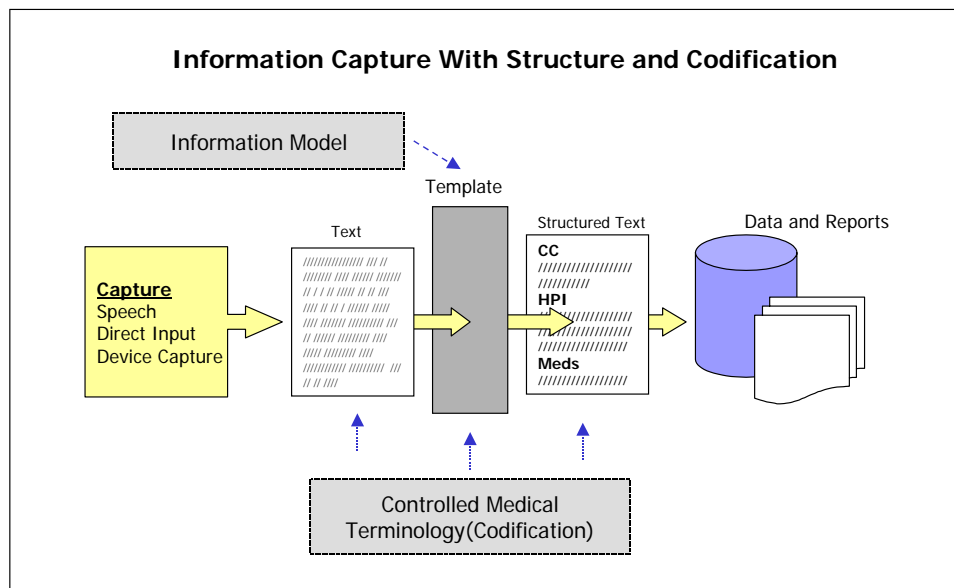 Information Capture With Structure and Codification
Information Model
Template
Text
Structured Text
Data and Reports
Capture
Speech
Direct Input
Device Capture
CC
HPI
Meds
Controlled Medical
Terminology(Codification)